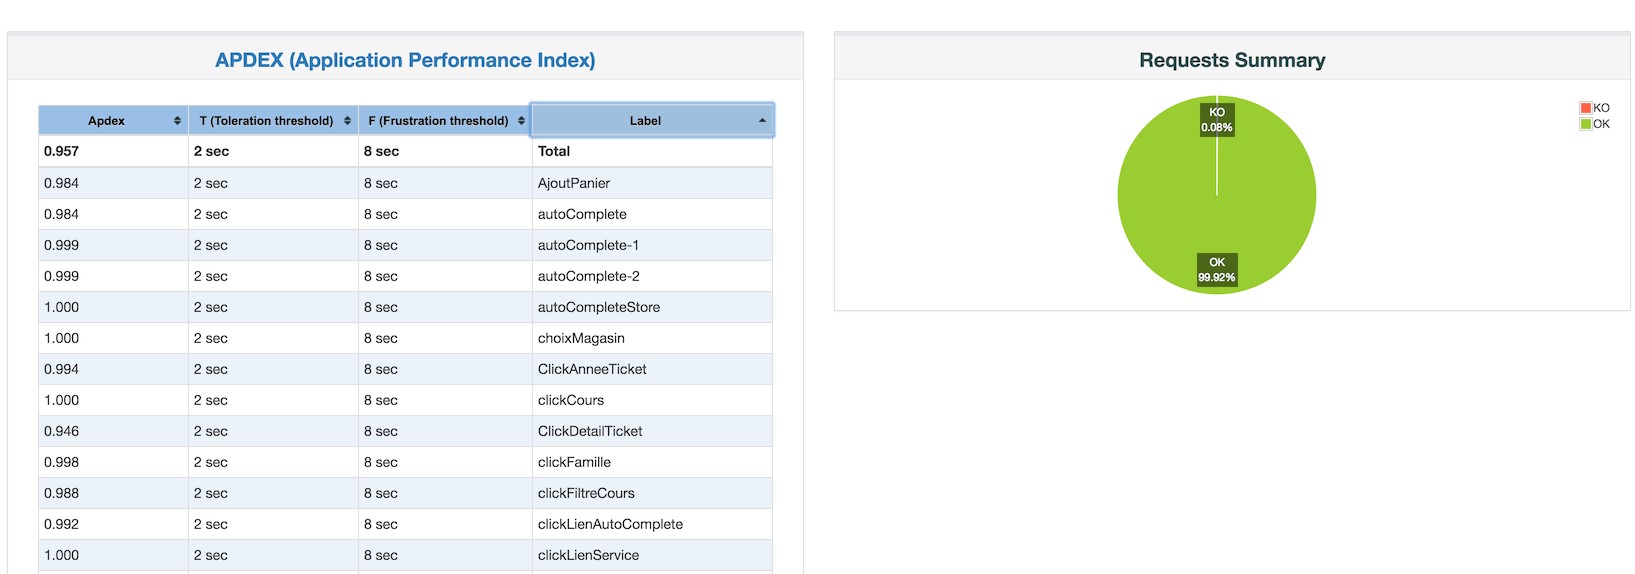 APDEX (Application Performance Index)
Apdex T (Toleration threshold) F (Frustration threshold) Label
0.957 2 sec 8 sec Total
0.984 2 sec 8 sec AjoutPanier
0.984 2 sec 8 sec autoComplete
0.999 2 sec 8 sec autoComplete-1
0.999 2 sec 8 sec autoComplete-2
1.000 2 sec 8 sec autoCompleteStore
1.000 2 sec 8 sec choixMagasin
0.994 2 sec 8 sec ClickAnneeTicket
1.000 2 sec 8 sec clickCours
0.946 2 sec 8 sec ClickDetailTicket
0.998 2 sec 8 sec clickFamille
0.988 2 sec 8 sec clickFiltreCours
0.992 2 sec 8 sec clickLienAutoComplete
1.000 2 sec 8 sec clickLienService
Requests Summary
KO
0.08%
OK
99.92%
KO
OK